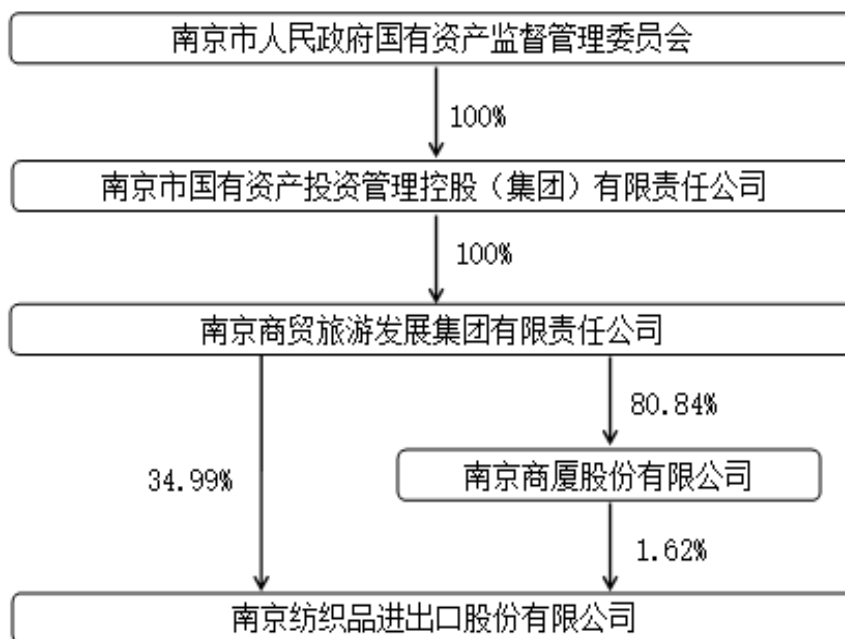 南京市人民政府国有资产监督管理委员会
100%
南京市国有资产投资管理控股（集团）有限责任公司
100%
南京商贸旅游发展集团有限责任公司
80.84%
34.99%
南京商厦股份有限公司
1.62%
南京纺织品进出口股份有限公司